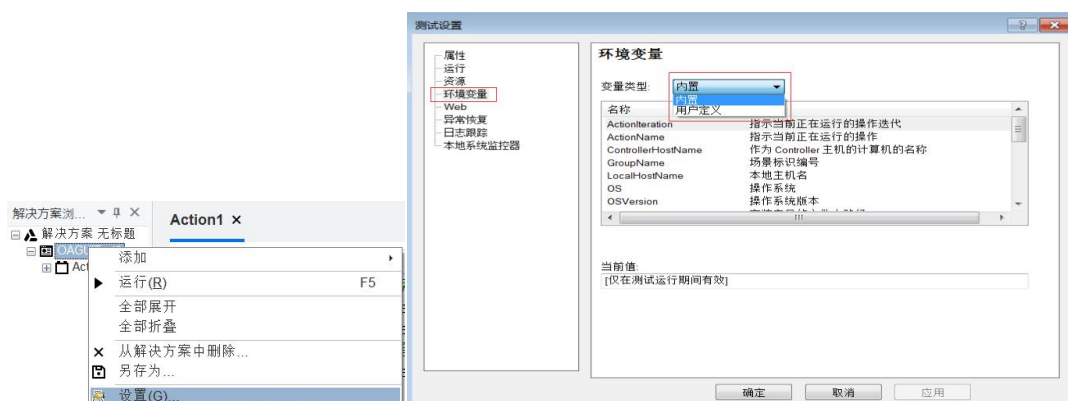 解决方案浏...
Action1 ×
解决方案 无标题
OAGU
Act
添加
运行(R) F5
全部展开
全部折叠
从解决方案中删除...
另存为...
设置(G)...
测试设置
属性
运行
资源
环境变量
Web
异常恢复
日志跟踪
本地系统监控器
环境变量
变量类型: 内置
内置
用户定义
名称
ActionIteration 指示当前正在运行的操作迭代
ActionName 指示当前正在运行的操作
ControllerHostName 作为 Controller 主机的计算机的名称
GroupName 场景标识编号
LocalHostName 本地主机名
OS 操作系统
OSVersion 操作系统版本
当前值:
[仅在测试运行期间有效]
确定 取消 应用